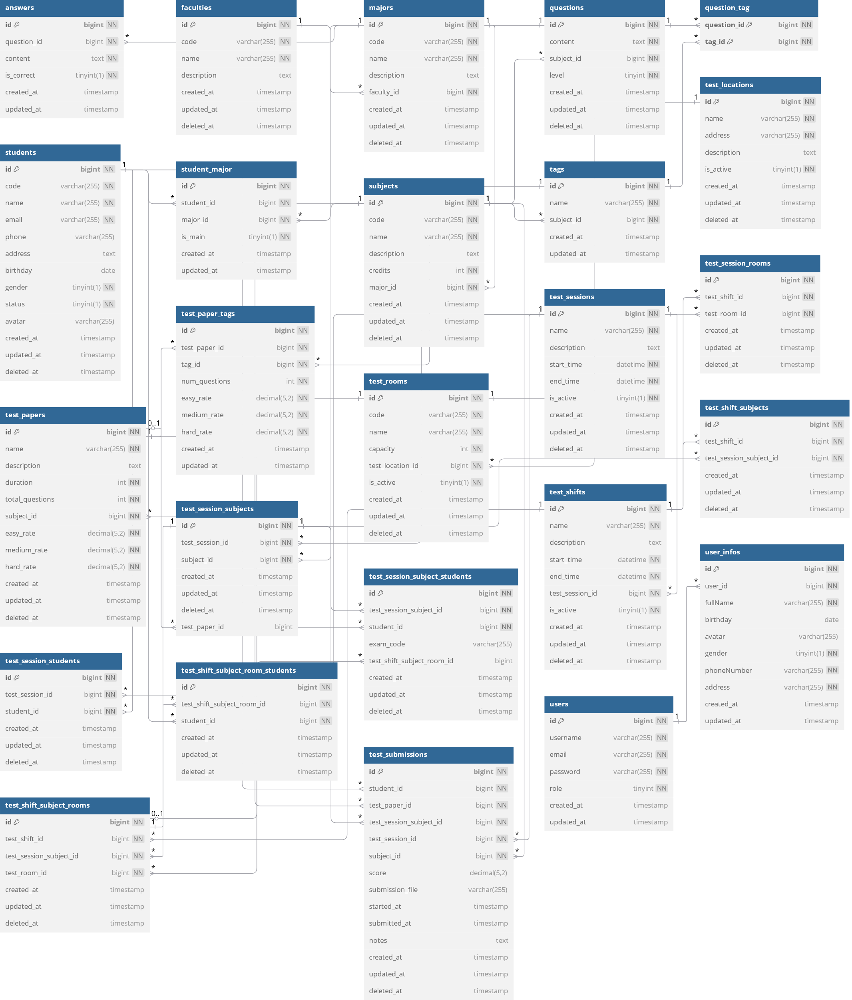 answers
id bigint NN
question_id bigint NN
content text NN
is_correct tinyint(1) NN
created_at timestamp
updated_at timestamp
faculties
id bigint NN
code varchar(255) NN
name varchar(255) NN
description text
created_at timestamp
updated_at timestamp
deleted_at timestamp
majors
id bigint NN
code varchar(255) NN
name varchar(255) NN
description text
faculty_id bigint NN
created_at timestamp
updated_at timestamp
deleted_at timestamp
questions
id bigint NN
content text NN
subject_id bigint NN
level tinyint NN
created_at timestamp
updated_at timestamp
deleted_at timestamp
question_tag
question_id bigint NN
tag_id bigint NN
test_locations
id bigint NN
name varchar(255) NN
address varchar(255) NN
description text
is_active tinyint(1) NN
created_at timestamp
updated_at timestamp
deleted_at timestamp
students
id bigint NN
code varchar(255) NN
name varchar(255) NN
email varchar(255) NN
phone varchar(255)
address text
birthday date
gender tinyint(1) NN
status tinyint(1) NN
avatar varchar(255)
created_at timestamp
updated_at timestamp
deleted_at timestamp
student_major
id bigint NN
student_id bigint NN
major_id bigint NN
is_main tinyint(1) NN
created_at timestamp
updated_at timestamp
subjects
id bigint NN
code varchar(255) NN
name varchar(255) NN
description text
credits int NN
major_id bigint NN
created_at timestamp
updated_at timestamp
deleted_at timestamp
tags
id bigint NN
name varchar(255) NN
subject_id bigint NN
created_at timestamp
updated_at timestamp
test_session_rooms
id bigint NN
test_shift_id bigint NN
test_room_id bigint NN
created_at timestamp
updated_at timestamp
deleted_at timestamp
test_paper_tags
id bigint NN
test_paper_id bigint NN
tag_id bigint NN
num_questions int NN
easy_rate decimal(5,2) NN
medium_rate decimal(5,2) NN
hard_rate decimal(5,2) NN
created_at timestamp
updated_at timestamp
test_sessions
id bigint NN
name varchar(255) NN
description text
start_time datetime NN
end_time datetime NN
is_active tinyint(1) NN
created_at timestamp
updated_at timestamp
deleted_at timestamp
test_rooms
id bigint NN
code varchar(255) NN
name varchar(255) NN
capacity int NN
test_location_id bigint NN
is_active tinyint(1) NN
created_at timestamp
updated_at timestamp
deleted_at timestamp
test_shift_subjects
id bigint NN
test_shift_id bigint NN
test_session_subject_id bigint NN
created_at timestamp
updated_at timestamp
deleted_at timestamp
test_papers
id bigint NN
name varchar(255) NN
description text
duration int NN
total_questions int NN
subject_id bigint NN
easy_rate decimal(5,2) NN
medium_rate decimal(5,2) NN
hard_rate decimal(5,2) NN
created_at timestamp
updated_at timestamp
deleted_at timestamp
test_session_subjects
id bigint NN
test_session_id bigint NN
subject_id bigint NN
created_at timestamp
updated_at timestamp
deleted_at timestamp
test_paper_id bigint
test_shifts
id bigint NN
name varchar(255) NN
description text
start_time datetime NN
end_time datetime NN
test_session_id bigint NN
is_active tinyint(1) NN
created_at timestamp
updated_at timestamp
deleted_at timestamp
user_infos
id bigint NN
user_id bigint NN
fullName varchar(255) NN
birthday date
avatar varchar(255)
gender tinyint(1) NN
phoneNumber varchar(255) NN
address varchar(255) NN
created_at timestamp
updated_at timestamp
test_session_subject_students
id bigint NN
test_session_subject_id bigint NN
student_id bigint NN
exam_code varchar(255)
test_shift_subject_room_id bigint
created_at timestamp
updated_at timestamp
deleted_at timestamp
test_session_students
id bigint NN
test_session_id bigint NN
student_id bigint NN
created_at timestamp
updated_at timestamp
deleted_at timestamp
test_shift_subject_room_students
id bigint NN
test_shift_subject_room_id bigint NN
student_id bigint NN
created_at timestamp
updated_at timestamp
deleted_at timestamp
users
id bigint NN
username varchar(255) NN
email varchar(255) NN
password varchar(255) NN
role tinyint NN
created_at timestamp
updated_at timestamp
test_submissions
id bigint NN
student_id bigint NN
test_paper_id bigint NN
test_session_subject_id bigint NN
test_session_id bigint NN
subject_id bigint NN
score decimal(5,2)
submission_file varchar(255)
started_at timestamp
submitted_at timestamp
notes text
created_at timestamp
updated_at timestamp
deleted_at timestamp
test_shift_subject_rooms
id bigint NN
test_shift_id bigint NN
test_session_subject_id bigint NN
test_room_id bigint NN
created_at timestamp
updated_at timestamp
deleted_at timestamp
0..1
1
0..1
1